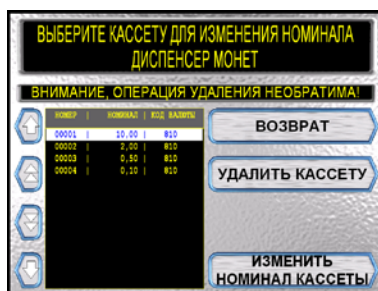 ВЫБЕРИТЕ КАССЕТУ ДЛЯ ИЗМЕНЕНИЯ НОМИНАЛА
ДИСПЕНСЕР МОНЕТ
ВНИМАНИЕ, ОПЕРАЦИЯ УДАЛЕНИЯ НЕОБРАТИМА!
НОМЕР | НОМИНАЛ | КОД ВАЛЮТЫ
00001 | 10,00 | 810
00002 | 2,00 | 810
00003 | 0,50 | 810
00004 | 0,10 | 810
ВОЗВРАТ
УДАЛИТЬ КАССЕТУ
ИЗМЕНИТЬ
НОМИНАЛ КАССЕТЫ